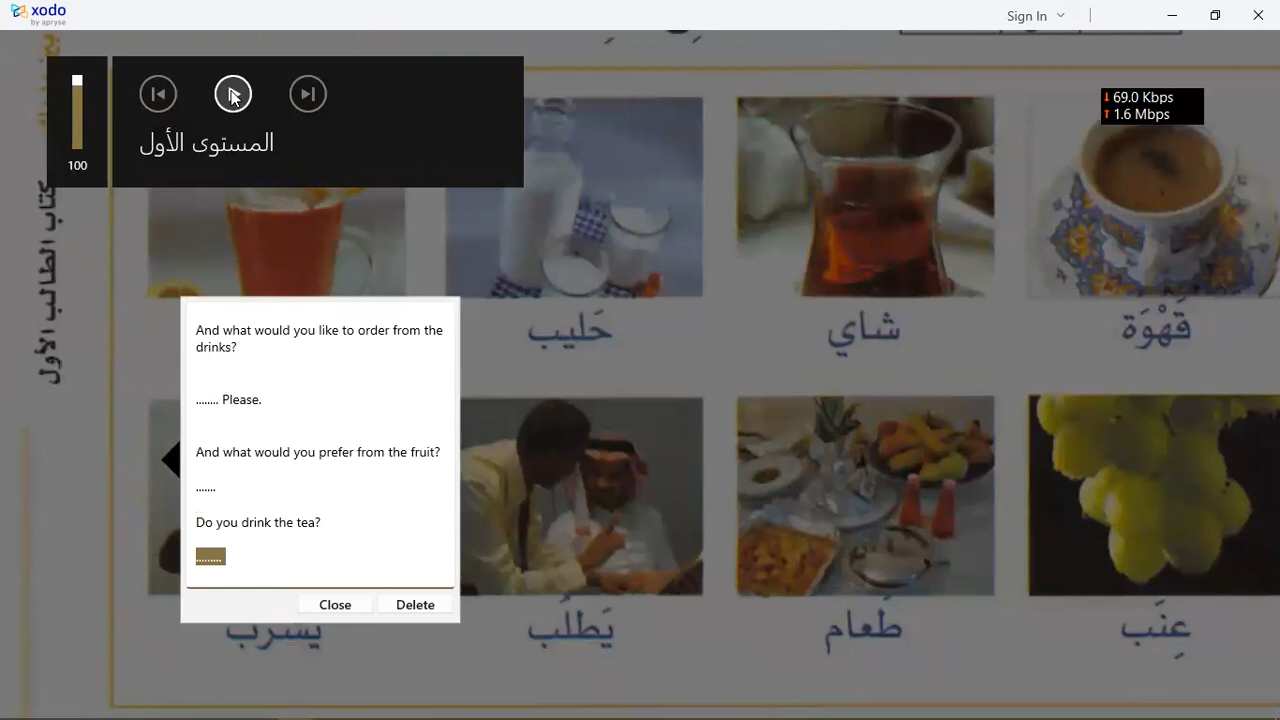 xodo
by apryse
Sign In
69.0 Kbps
1.6 Mbps
100
المستوى الأول
كتاب الطالب الأول
حَليب
شاي
قَهْوَة
And what would you like to order from the
drinks?
........ Please.
And what would you prefer from the fruit?
.......
Do you drink the tea?
.........
Close
Delete
يَطلُب
طَعام
عِنَب